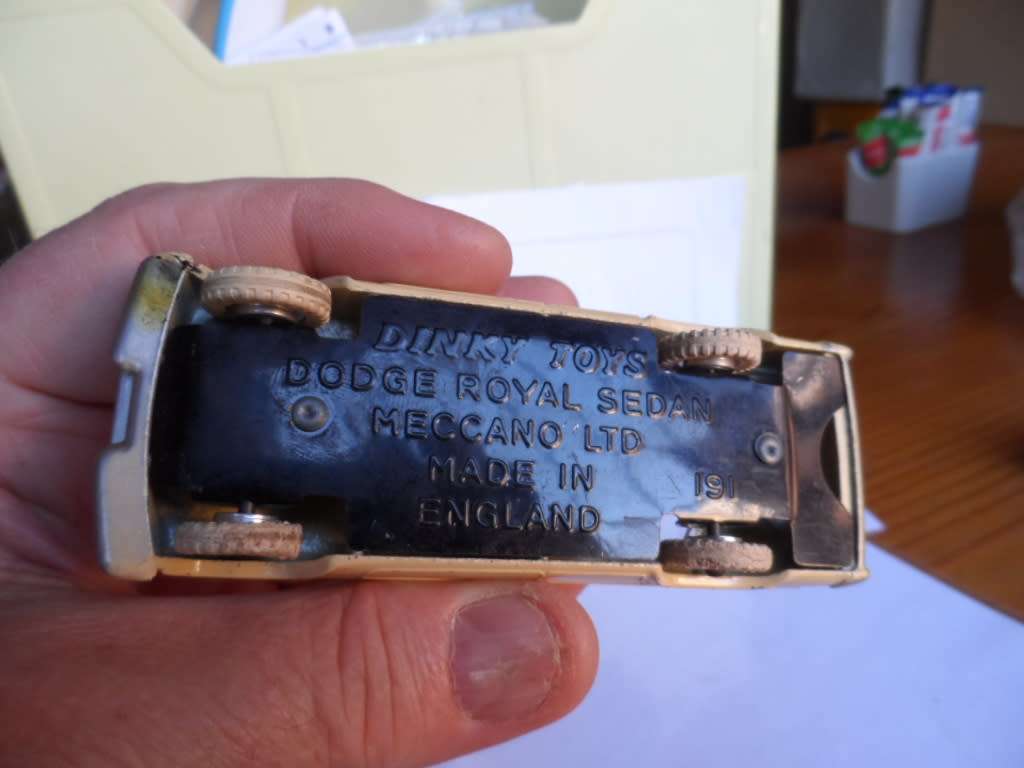 DINKY TOYS
DODGE ROYAL SEDAN
MECCANO LTD
MADE IN
191
ENGLAND